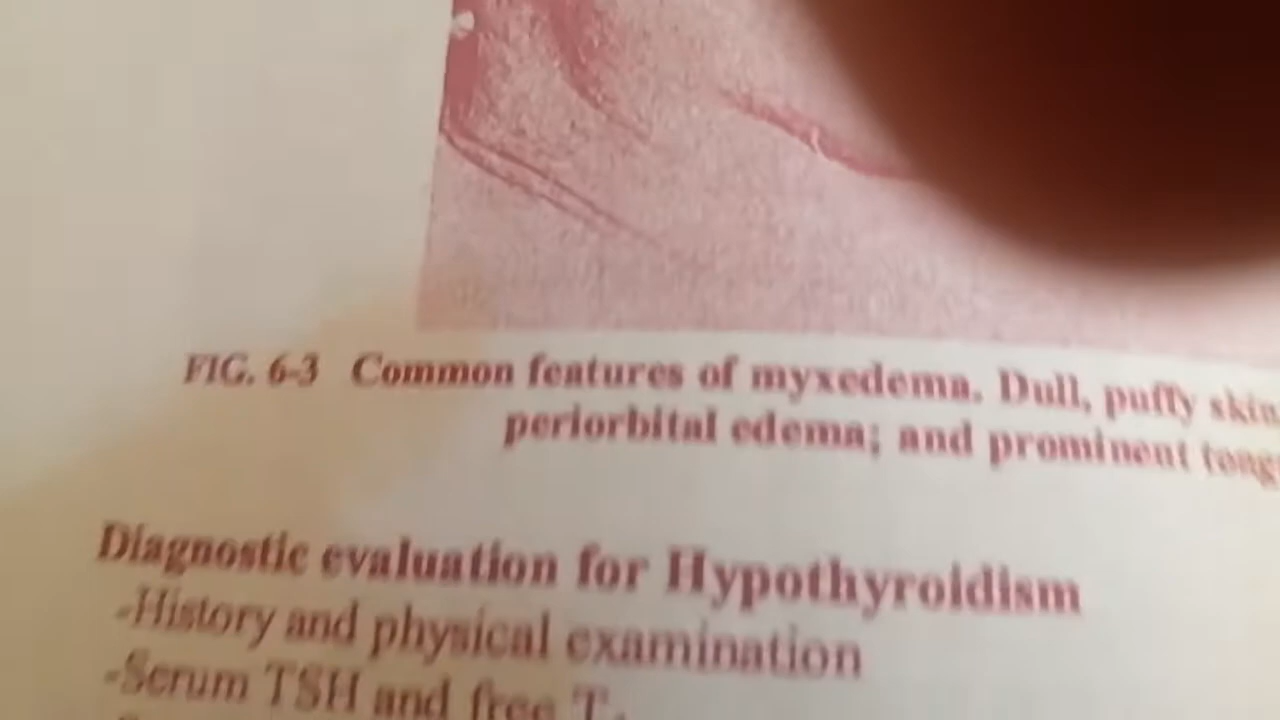 FIG. 6-3 Common features of myxedema. Dull, puffy skin
periorbital edema; and prominent
Diagnostic evaluation for Hypothyroidism
-History and physical examination
-Serum TSH and free T